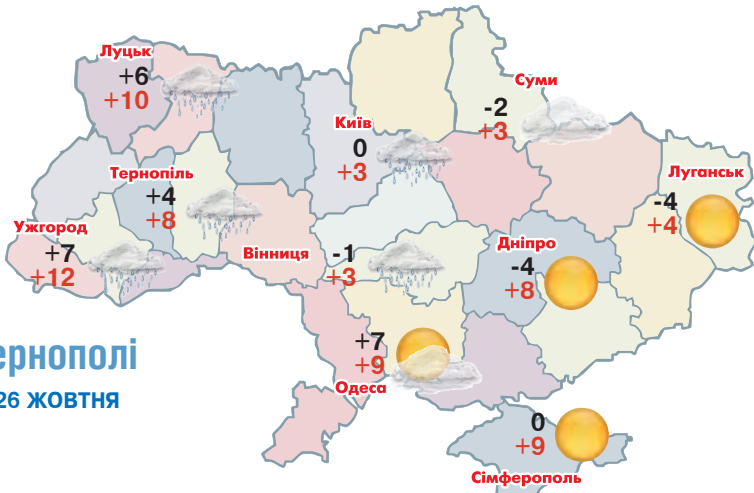 Луцьк
+6
+10
Суми
-2
+3
Київ
0
+3
Тернопіль
+4
+8
Луганськ
-4
+4
Ужгород
+7
+12
Вінниця
-1
+3
Дніпро
-4
+8
+7
+9
Одеса
ернополі
26 ЖОВТНЯ
0
+9
Сімферополь